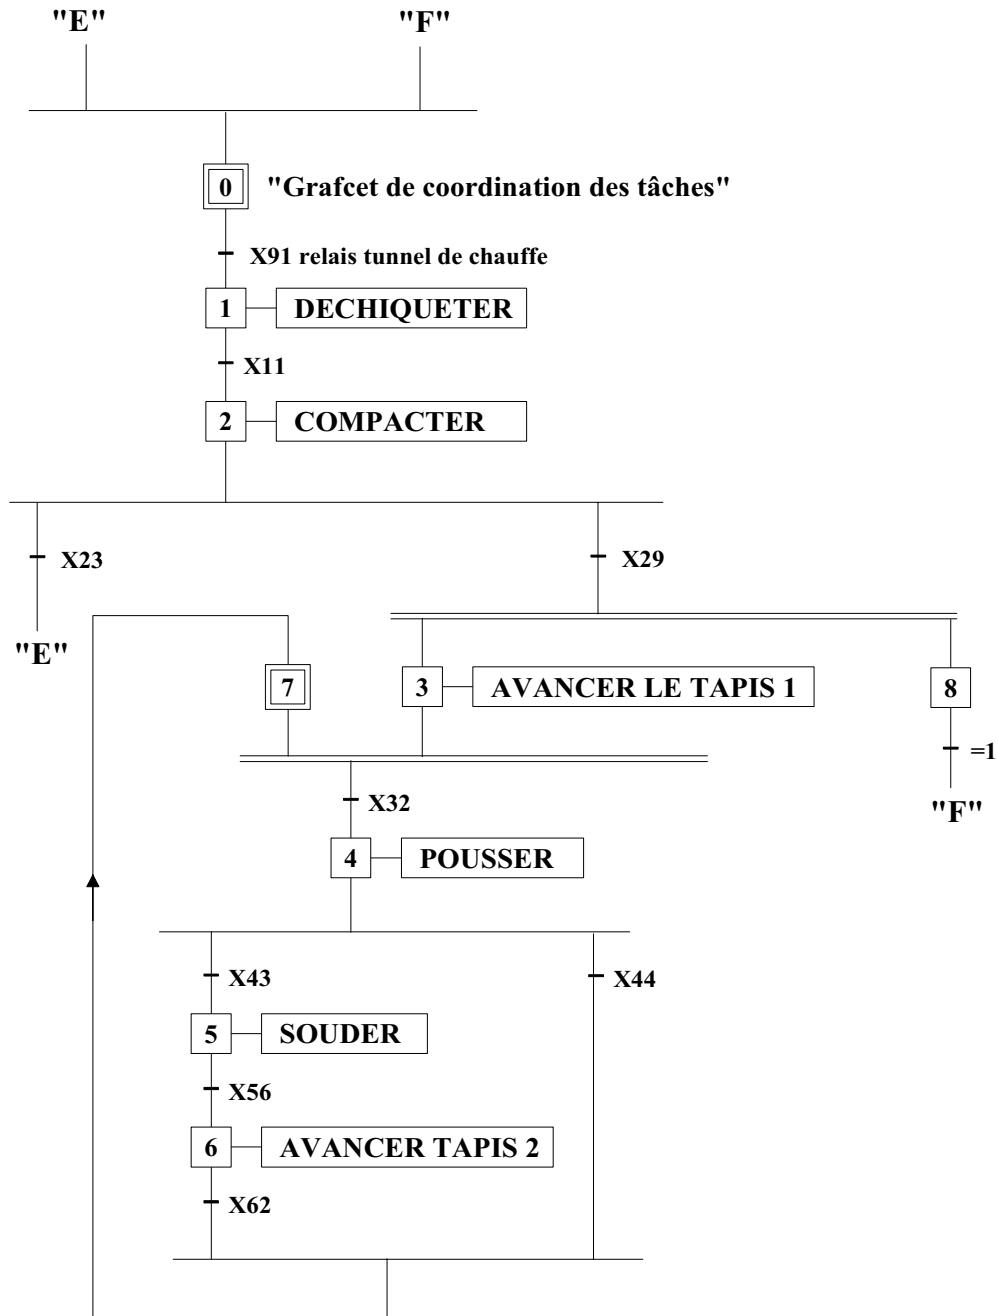 "E" "F"
0 "Grafcet de coordination des tâches"
X91 relais tunnel de chauffe
1 DECHIQUETER
X11
2 COMPACTER
X23 X29
"E"
7 3 AVANCER LE TAPIS 1 8
=1
X32
"F"
4 POUSSER
X43 X44
5 SOUDER
X56
6 AVANCER TAPIS 2
X62